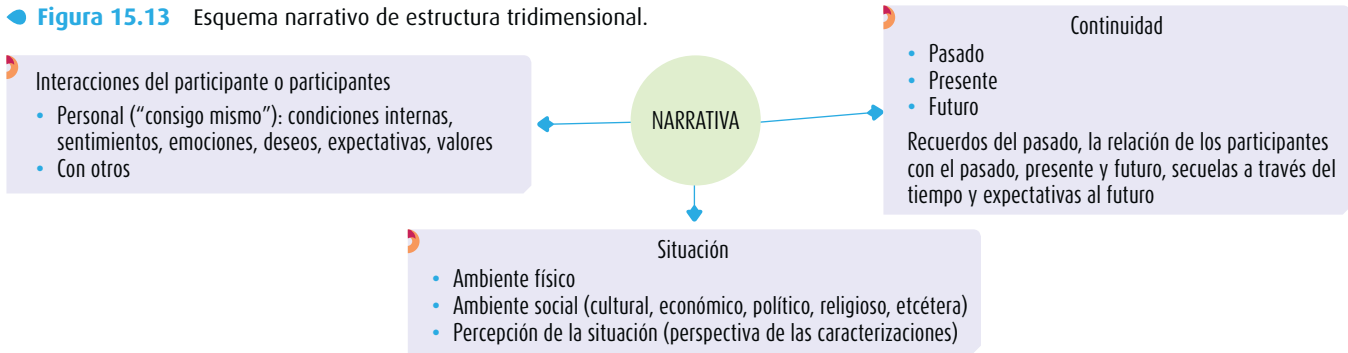 Figura 15.13 Esquema narrativo de estructura tridimensional.
Interacciones del participante o participantes
• Personal (“consigo mismo”): condiciones internas,
sentimientos, emociones, deseos, expectativas, valores
• Con otros
NARRATIVA
Continuidad
• Pasado
• Presente
• Futuro
Recuerdos del pasado, la relación de los participantes
con el pasado, presente y futuro, secuelas a través del
tiempo y expectativas al futuro
Situación
• Ambiente físico
• Ambiente social (cultural, económico, político, religioso, etcétera)
• Percepción de la situación (perspectiva de las caracterizaciones)